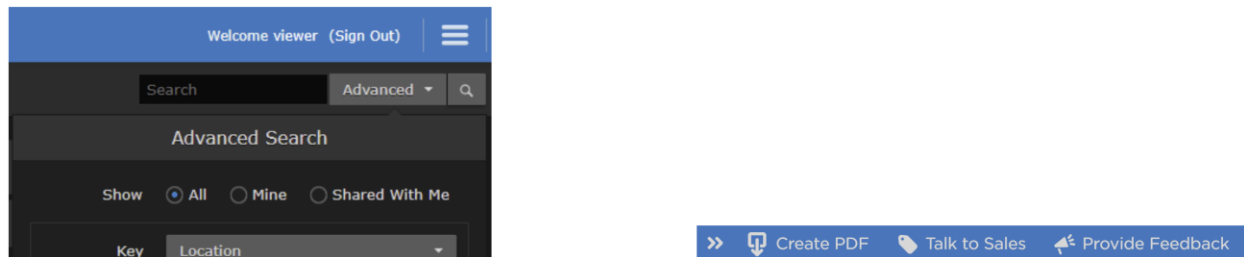 Welcome viewer (Sign Out)
Search Advanced
Advanced Search
Show All Mine Shared With Me
Key Location
Create PDF Talk to Sales Provide Feedback